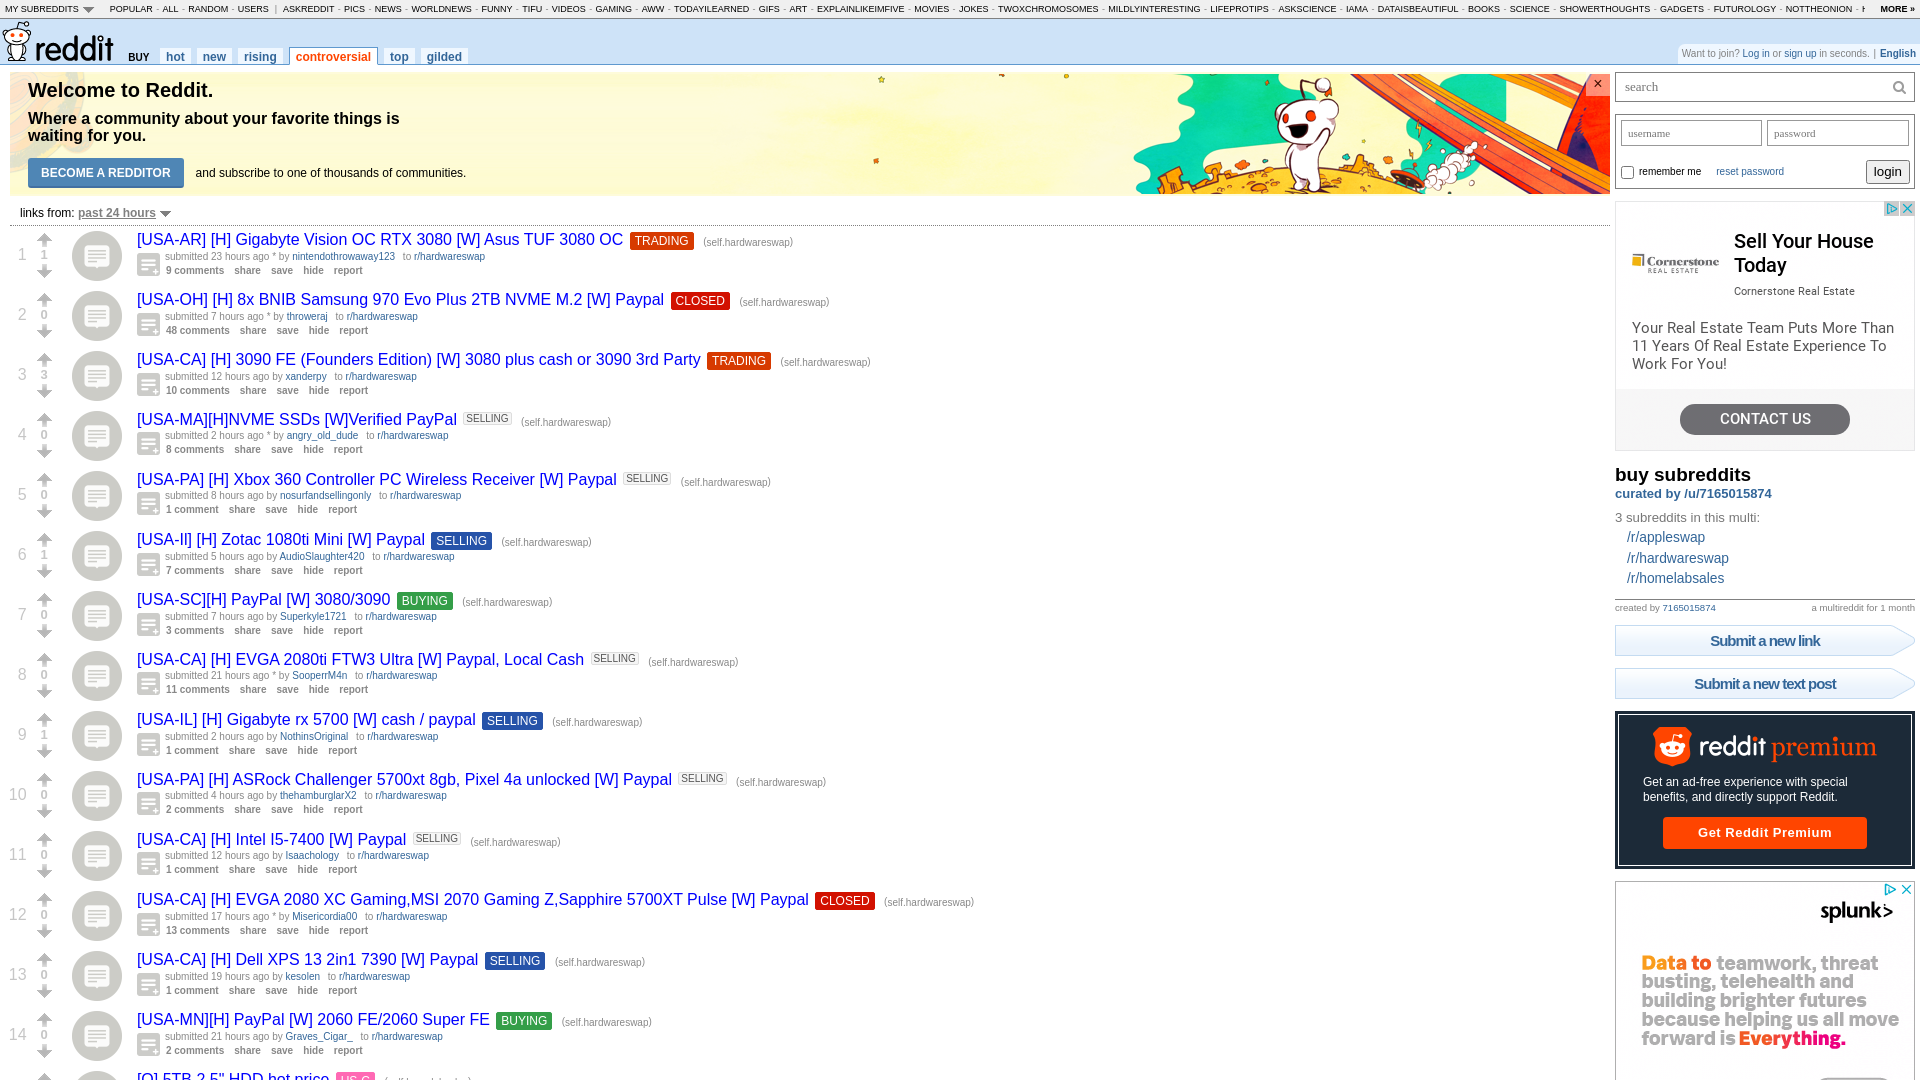 MY SUBREDDITS POPULAR - ALL - RANDOM - USERS | ASKREDDIT - PICS - NEWS - WORLDNEWS - FUNNY - TIFU - VIDEOS - GAMING - AWW - TODAYILEARNED - GIFS - ART - EXPLAINLIKEIMFIVE - MOVIES - JOKES - TWOXCHROMOSOMES - MILDLYINTERESTING - LIFEPROTIPS - ASKSCIENCE - IAMA - DATAISBEAUTIFUL - BOOKS - SCIENCE - SHOWERTHOUGHTS - GADGETS - FUTUROLOGY - NOTTHEONION - MORE »
reddit BUY hot new rising controversial top gilded
Want to join? Log in or sign up in seconds. | English
Welcome to Reddit.
Where a community about your favorite things is
waiting for you.
BECOME A REDDITOR and subscribe to one of thousands of communities.
×
links from: past 24 hours
1 1 [USA-AR] [H] Gigabyte Vision OC RTX 3080 [W] Asus TUF 3080 OC TRADING (self.hardwareswap)
submitted 23 hours ago * by nintendothrowaway123 to r/hardwareswap
9 comments share save hide report
2 0 [USA-OH] [H] 8x BNIB Samsung 970 Evo Plus 2TB NVME M.2 [W] Paypal CLOSED (self.hardwareswap)
submitted 7 hours ago * by throweraj to r/hardwareswap
48 comments share save hide report
3 3 [USA-CA] [H] 3090 FE (Founders Edition) [W] 3080 plus cash or 3090 3rd Party TRADING (self.hardwareswap)
submitted 12 hours ago by xanderpy to r/hardwareswap
10 comments share save hide report
4 0 [USA-MA][H]NVME SSDs [W]Verified PayPal SELLING (self.hardwareswap)
submitted 2 hours ago * by angry_old_dude to r/hardwareswap
8 comments share save hide report
5 0 [USA-PA] [H] Xbox 360 Controller PC Wireless Receiver [W] Paypal SELLING (self.hardwareswap)
submitted 8 hours ago by nosurfandsellingonly to r/hardwareswap
1 comment share save hide report
6 1 [USA-Il] [H] Zotac 1080ti Mini [W] Paypal SELLING (self.hardwareswap)
submitted 5 hours ago by AudioSlaughter420 to r/hardwareswap
7 comments share save hide report
7 0 [USA-SC][H] PayPal [W] 3080/3090 BUYING (self.hardwareswap)
submitted 7 hours ago by Superkyle1721 to r/hardwareswap
3 comments share save hide report
8 0 [USA-CA] [H] EVGA 2080ti FTW3 Ultra [W] Paypal, Local Cash SELLING (self.hardwareswap)
submitted 21 hours ago * by SooperrM4n to r/hardwareswap
11 comments share save hide report
9 1 [USA-IL] [H] Gigabyte rx 5700 [W] cash / paypal SELLING (self.hardwareswap)
submitted 2 hours ago by NothinsOriginal to r/hardwareswap
1 comment share save hide report
10 0 [USA-PA] [H] ASRock Challenger 5700xt 8gb, Pixel 4a unlocked [W] Paypal SELLING (self.hardwareswap)
submitted 4 hours ago by thehamburglarX2 to r/hardwareswap
2 comments share save hide report
11 0 [USA-CA] [H] Intel I5-7400 [W] Paypal SELLING (self.hardwareswap)
submitted 12 hours ago by Isaachology to r/hardwareswap
1 comment share save hide report
12 0 [USA-CA] [H] EVGA 2080 XC Gaming,MSI 2070 Gaming Z,Sapphire 5700XT Pulse [W] Paypal CLOSED (self.hardwareswap)
submitted 17 hours ago * by Misericordia00 to r/hardwareswap
13 comments share save hide report
13 0 [USA-CA] [H] Dell XPS 13 2in1 7390 [W] Paypal SELLING (self.hardwareswap)
submitted 19 hours ago by kesolen to r/hardwareswap
1 comment share save hide report
14 0 [USA-MN][H] PayPal [W] 2060 FE/2060 Super FE BUYING (self.hardwareswap)
submitted 21 hours ago by Graves_Cigar_ to r/hardwareswap
2 comments share save hide report
[O] 5TB 2.5" HDD hot price US-C
search
username password
remember me reset password login
Sell Your House
Today
Cornerstone
REAL ESTATE
Cornerstone Real Estate
Your Real Estate Team Puts More Than
11 Years Of Real Estate Experience To
Work For You!
CONTACT US
buy subreddits
curated by /u/7165015874
3 subreddits in this multi:
/r/appleswap
/r/hardwareswap
/r/homelabsales
created by 7165015874 a multireddit for 1 month
Submit a new link
Submit a new text post
reddit premium
Get an ad-free experience with special
benefits, and directly support Reddit.
Get Reddit Premium
splunk>
Data to teamwork, threat
busting, telehealth and
building brighter futures
because helping us all move
forward is Everything.